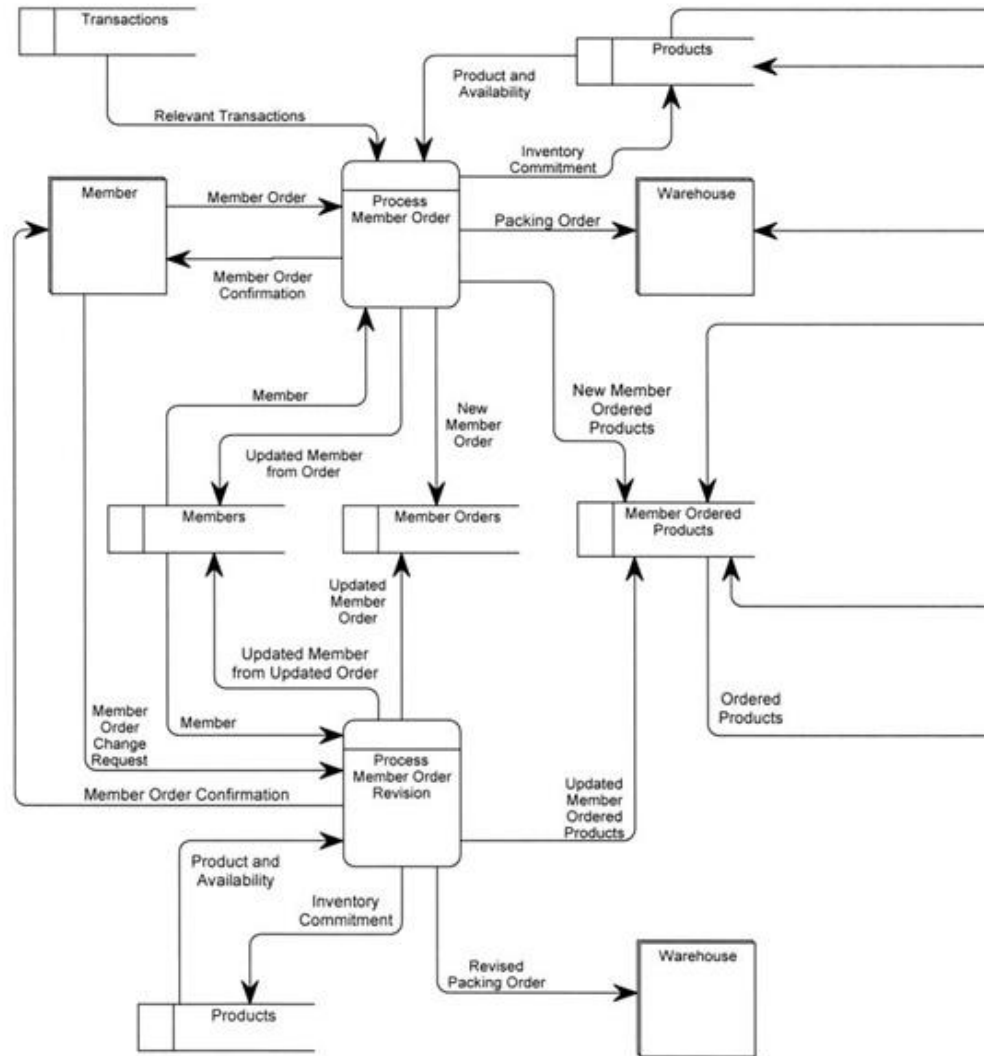 Transactions
Products
Product and
Availability
Relevant Transactions
Inventory
Commitment
Member
Member Order
Process
Member Order
Packing Order
Warehouse
Member Order
Confirmation
Member
New
Member
Order
New Member
Ordered
Products
Updated Member
from Order
Members
Member Orders
Member Ordered
Products
Updated
Member
Order
Updated Member
from Updated Order
Ordered
Products
Member
Order
Change
Request
Member
Process
Member Order
Revision
Updated
Member
Ordered
Products
Member Order Confirmation
Product and
Availability
Inventory
Commitment
Revised
Packing Order
Warehouse
Products